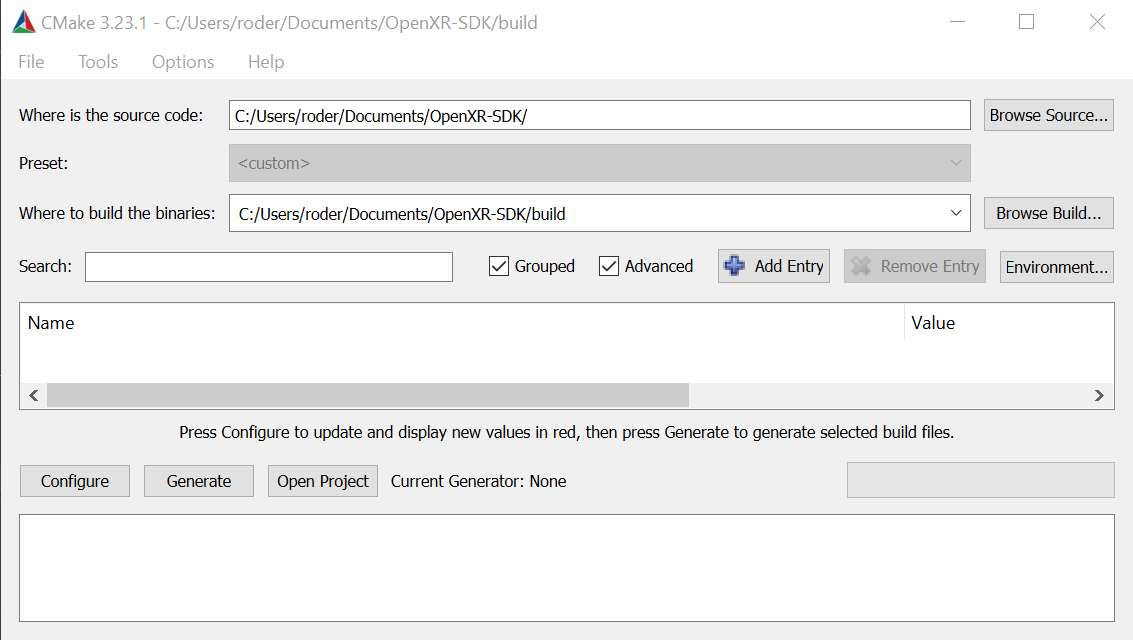 CMake 3.23.1 - C:/Users/roder/Documents/OpenXR-SDK/build
File Tools Options Help
Where is the source code: C:/Users/roder/Documents/OpenXR-SDK/ Browse Source...
Preset: <custom>
Where to build the binaries: C:/Users/roder/Documents/OpenXR-SDK/build Browse Build...
Search: Grouped Advanced Add Entry Remove Entry Environment...
Name Value
Press Configure to update and display new values in red, then press Generate to generate selected build files.
Configure Generate Open Project Current Generator: None